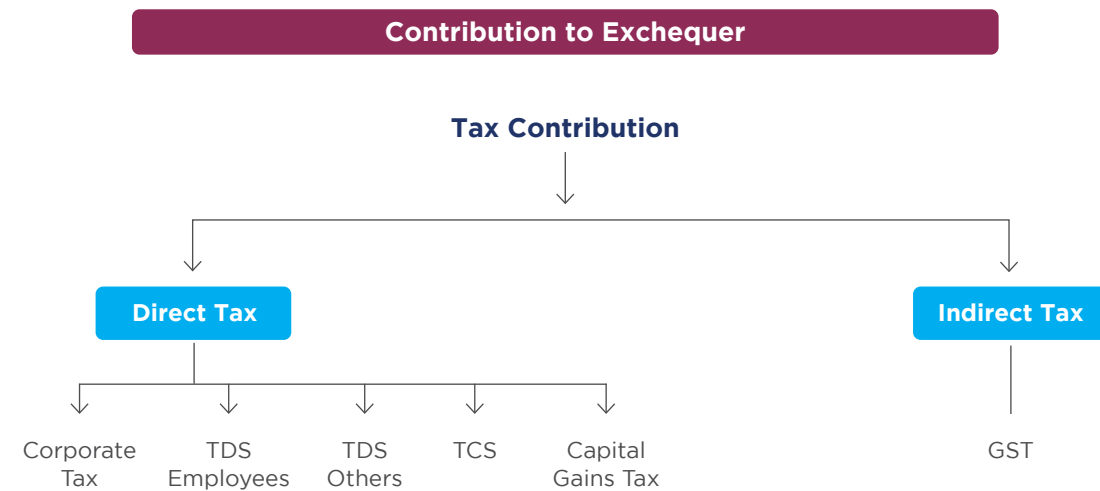 Contribution to Exchequer
Tax Contribution
Direct Tax
Indirect Tax
Corporate
Tax
TDS
Employees
TDS
Others
TCS
Capital
Gains Tax
GST